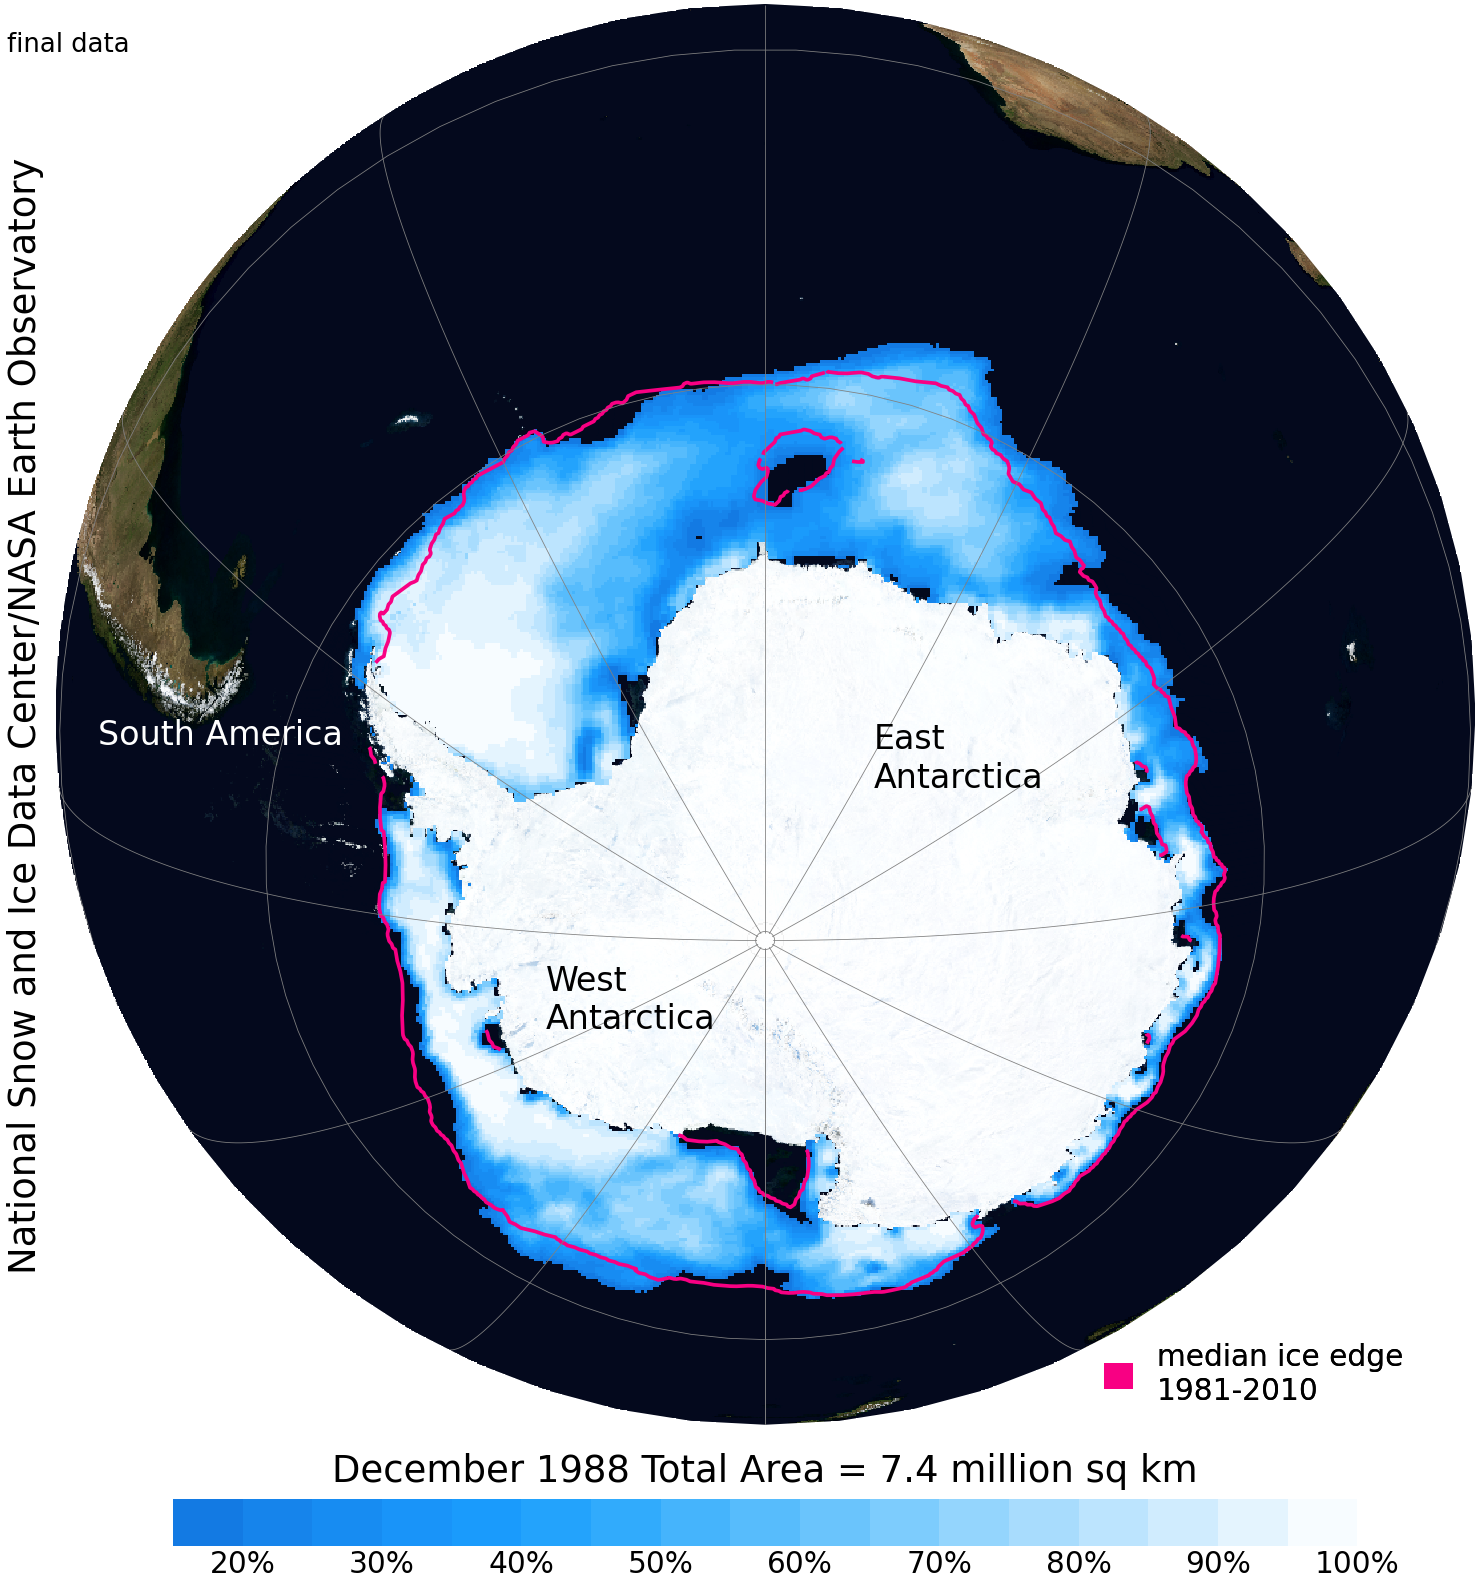 final data
National Snow and Ice Data Center/NASA Earth Observatory
South America
East
Antarctica
West
Antarctica
median ice edge
1981-2010
December 1988 Total Area = 7.4 million sq km
20% 30% 40% 50% 60% 70% 80% 90% 100%